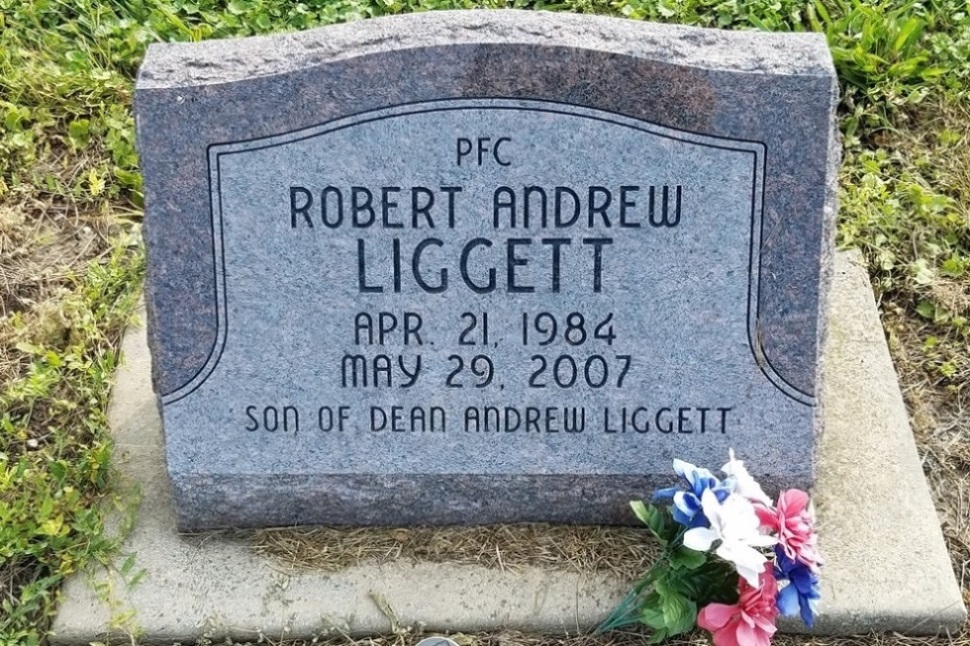 PFC
ROBERT ANDREW
LIGGETT
APR. 21, 1984
MAY 29, 2007
SON OF DEAN ANDREW LIGGETT